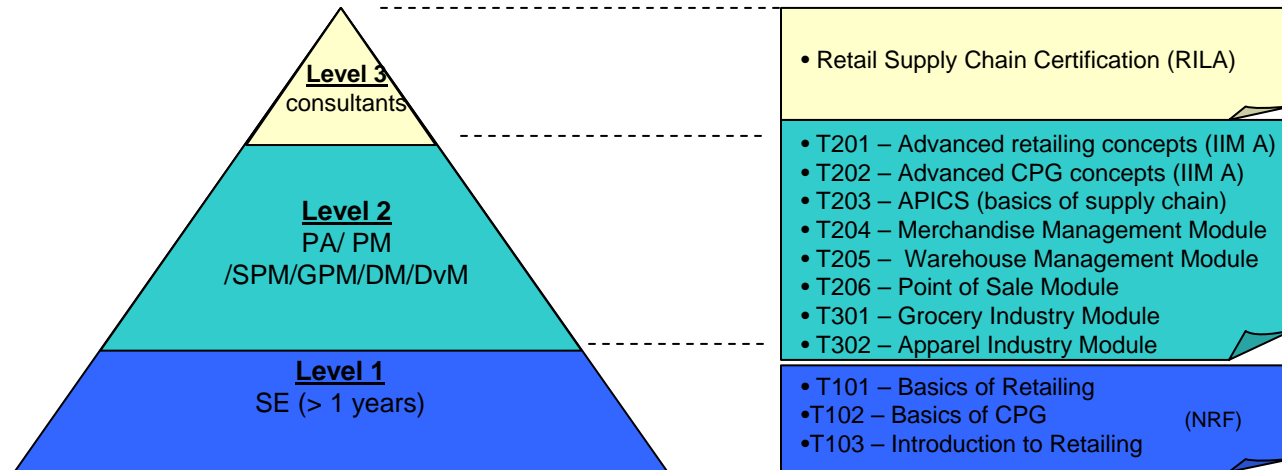 Level 3
consultants
Level 2
PA/ PM
/SPM/GPM/DM/DvM
Level 1
SE (> 1 years)
• Retail Supply Chain Certification (RILA)
• T201 – Advanced retailing concepts (IIM A)
• T202 – Advanced CPG concepts (IIM A)
• T203 – APICS (basics of supply chain)
• T204 – Merchandise Management Module
• T205 – Warehouse Management Module
• T206 – Point of Sale Module
• T301 – Grocery Industry Module
• T302 – Apparel Industry Module
• T101 – Basics of Retailing
• T102 – Basics of CPG (NRF)
• T103 – Introduction to Retailing